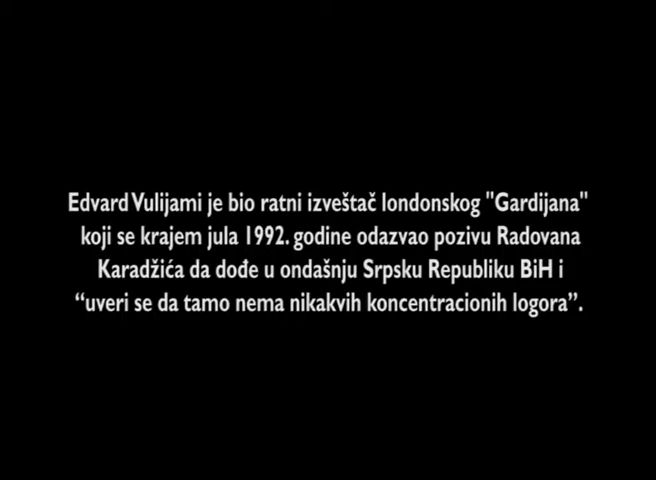 Edvard Vulijami je bio ratni izveštač londonskog "Gardijana"
koji se krajem jula 1992. godine odazvao pozivu Radovana
Karadžića da dođe u ondašnju Srpsku Republiku BiH i
“uveri se da tamo nema nikakvih koncentracionih logora”.